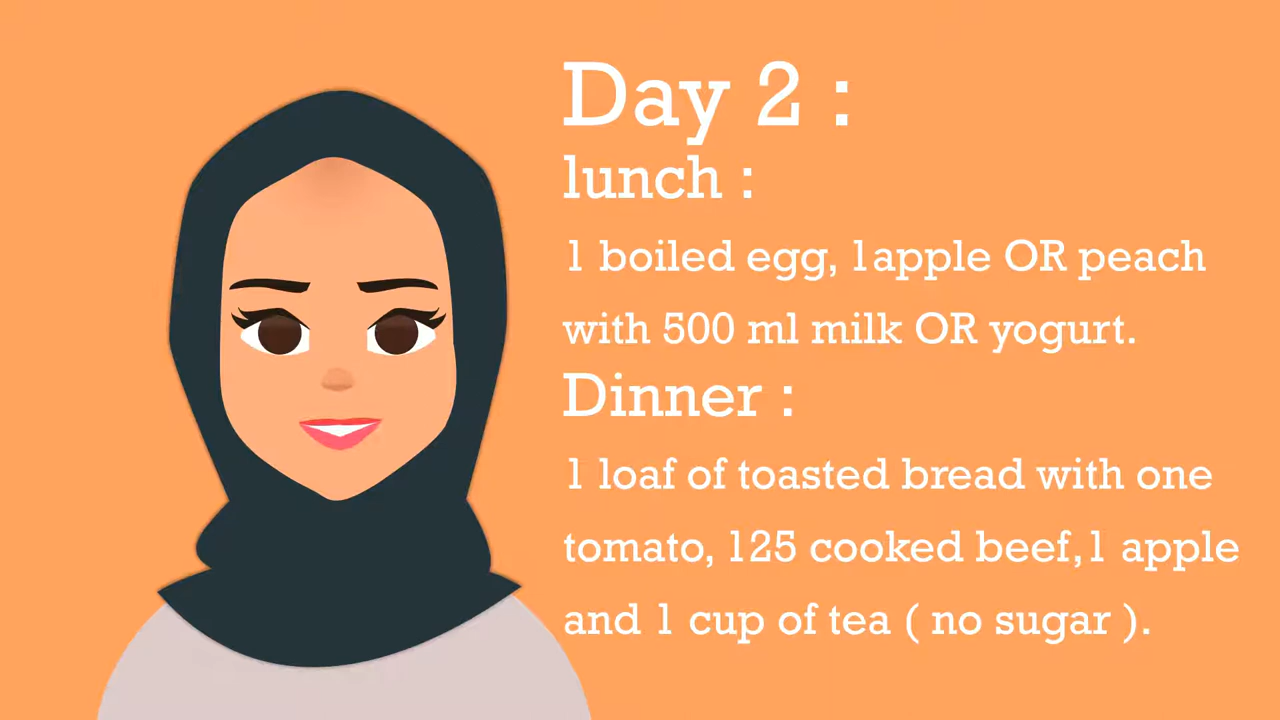 Day 2 :
lunch :
1 boiled egg, 1apple OR peach
with 500 ml milk OR yogurt.
Dinner :
1 loaf of toasted bread with one
tomato, 125 cooked beef,1 apple
and 1 cup of tea ( no sugar ).